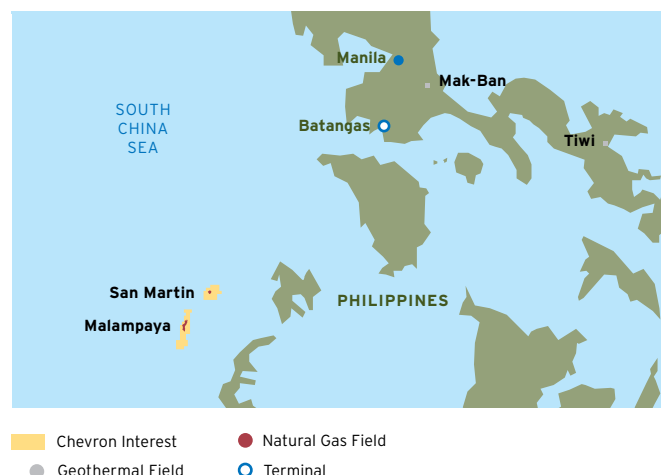 Manila
Mak-Ban
SOUTH
CHINA
SEA
Batangas
Tiwi
San Martin
PHILIPPINES
Malampaya
Chevron Interest
Natural Gas Field
Geothermal Field
Terminal